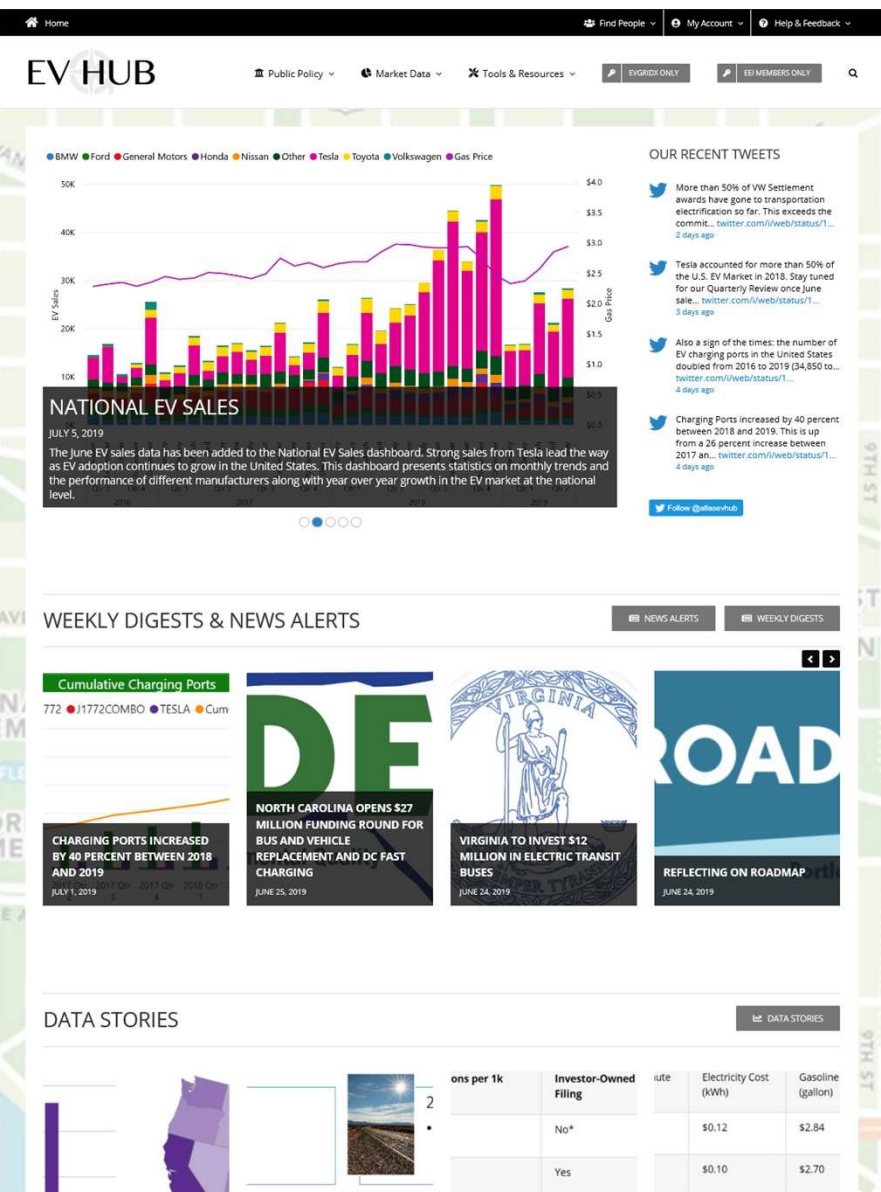 Home
Find People
My Account
Help & Feedback
EV HUB
Public Policy
Market Data
Tools & Resources
EVGRIDX ONLY
EEI MEMBERS ONLY
BMW Ford General Motors Honda Nissan Other Tesla Toyota Volkswagen Gas Price
50K
40K
30K
20K
10K
EV Sales
$4.0
$3.5
$3.0
$2.5
$2.0
$1.5
$1.0
$0.5
$0.0
Gas Price
NATIONAL EV SALES
JULY 5, 2019
The June EV sales data has been added to the National EV Sales dashboard. Strong sales from Tesla lead the way
as EV adoption continues to grow in the United States. This dashboard presents statistics on monthly trends and
the performance of different manufacturers along with year over year growth in the EV market at the national
level.
2016 2017 2018 2019
OUR RECENT TWEETS
More than 50% of VW Settlement
awards have gone to transportation
electrification so far. This exceeds the
commit... twitter.com/i/web/status/1...
2 days ago
Tesla accounted for more than 50% of
the U.S. EV Market in 2018. Stay tuned
for our Quarterly Review once June
sale... twitter.com/i/web/status/1...
3 days ago
Also a sign of the times: the number of
EV charging ports in the United States
doubled from 2016 to 2019 (34,850 to...
twitter.com/i/web/status/1...
4 days ago
Charging Ports increased by 40 percent
between 2018 and 2019. This is up
from a 26 percent increase between
2017 an... twitter.com/i/web/status/1...
4 days ago
Follow @atlasevhub
9TH ST
WEEKLY DIGESTS & NEWS ALERTS
NEWS ALERTS
WEEKLY DIGESTS
Cumulative Charging Ports
772 J1772COMBO TESLA Cum
CHARGING PORTS INCREASED
BY 40 PERCENT BETWEEN 2018
AND 2019
JULY 1, 2019
DE
NORTH CAROLINA OPENS $27
MILLION FUNDING ROUND FOR
BUS AND VEHICLE
REPLACEMENT AND DC FAST
CHARGING
JUNE 25, 2019
VIRGINIA
VIRGINIA TO INVEST $12
MILLION IN ELECTRIC TRANSIT
BUSES
JUNE 24, 2019
ROAD
REFLECTING ON ROADMAP
JUNE 24, 2019
DATA STORIES
DATA STORIES
9TH ST
2
ons per 1k
Investor-Owned
Filing
No*
Yes
ute
Electricity Cost
(kWh)
Gasoline
(gallon)
$0.12
$2.84
$0.10
$2.70